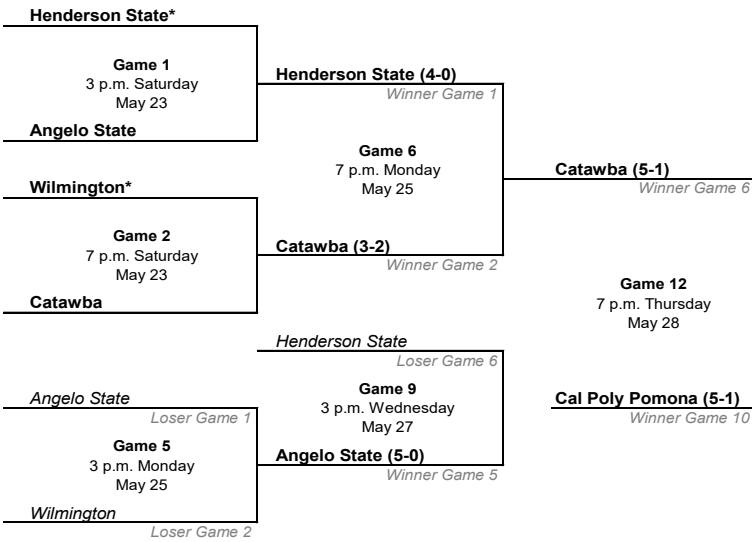 Henderson State*
Game 1
3 p.m. Saturday
May 23
Angelo State
Henderson State (4-0)
Winner Game 1
Game 6
7 p.m. Monday
May 25
Catawba (5-1)
Winner Game 6
Wilmington*
Game 2
7 p.m. Saturday
May 23
Catawba
Catawba (3-2)
Winner Game 2
Game 12
7 p.m. Thursday
May 28
Henderson State
Loser Game 6
Game 9
3 p.m. Wednesday
May 27
Cal Poly Pomona (5-1)
Winner Game 10
Angelo State
Loser Game 1
Game 5
3 p.m. Monday
May 25
Angelo State (5-0)
Winner Game 5
Wilmington
Loser Game 2